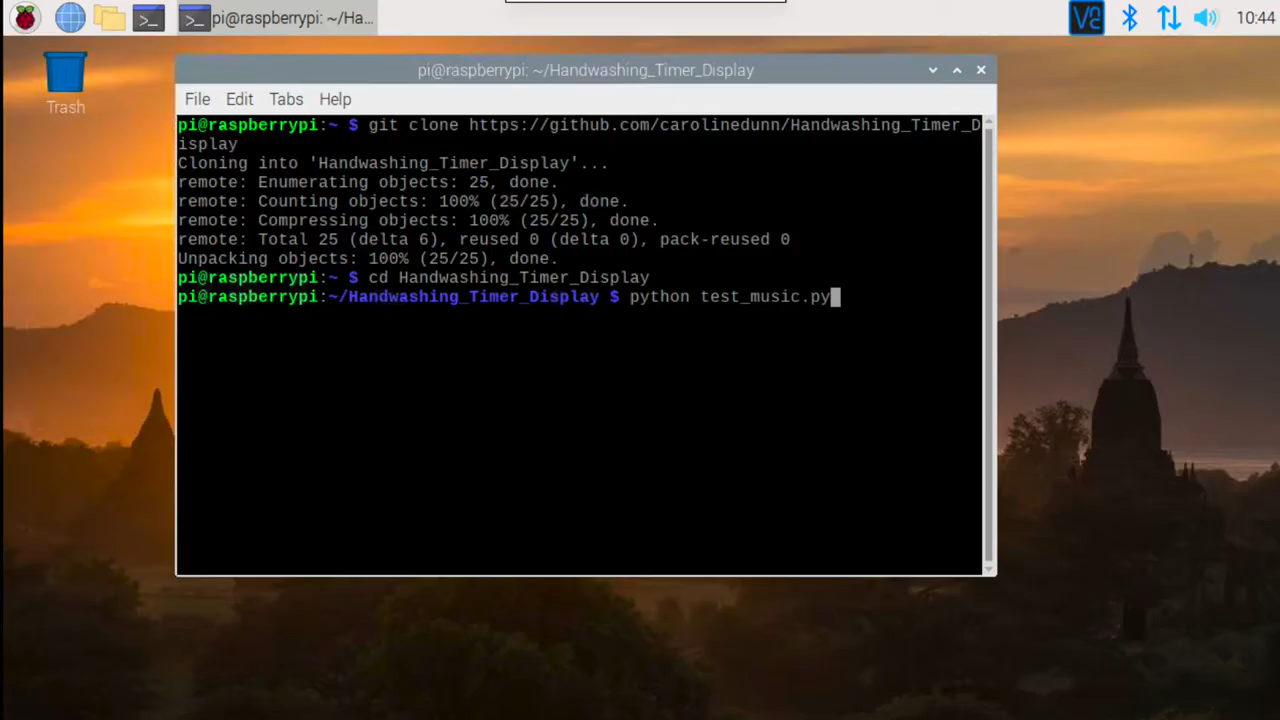 pi@raspberrypi: ~/Ha...
10:44
Trash
pi@raspberrypi: ~/Handwashing_Timer_Display
File Edit Tabs Help
pi@raspberrypi:~ $ git clone https://github.com/carolinedunn/Handwashing_Timer_D
isplay
Cloning into 'Handwashing_Timer_Display'...
remote: Enumerating objects: 25, done.
remote: Counting objects: 100% (25/25), done.
remote: Compressing objects: 100% (25/25), done.
remote: Total 25 (delta 6), reused 0 (delta 0), pack-reused 0
Unpacking objects: 100% (25/25), done.
pi@raspberrypi:~ $ cd Handwashing_Timer_Display
pi@raspberrypi:~/Handwashing_Timer_Display $ python test_music.py